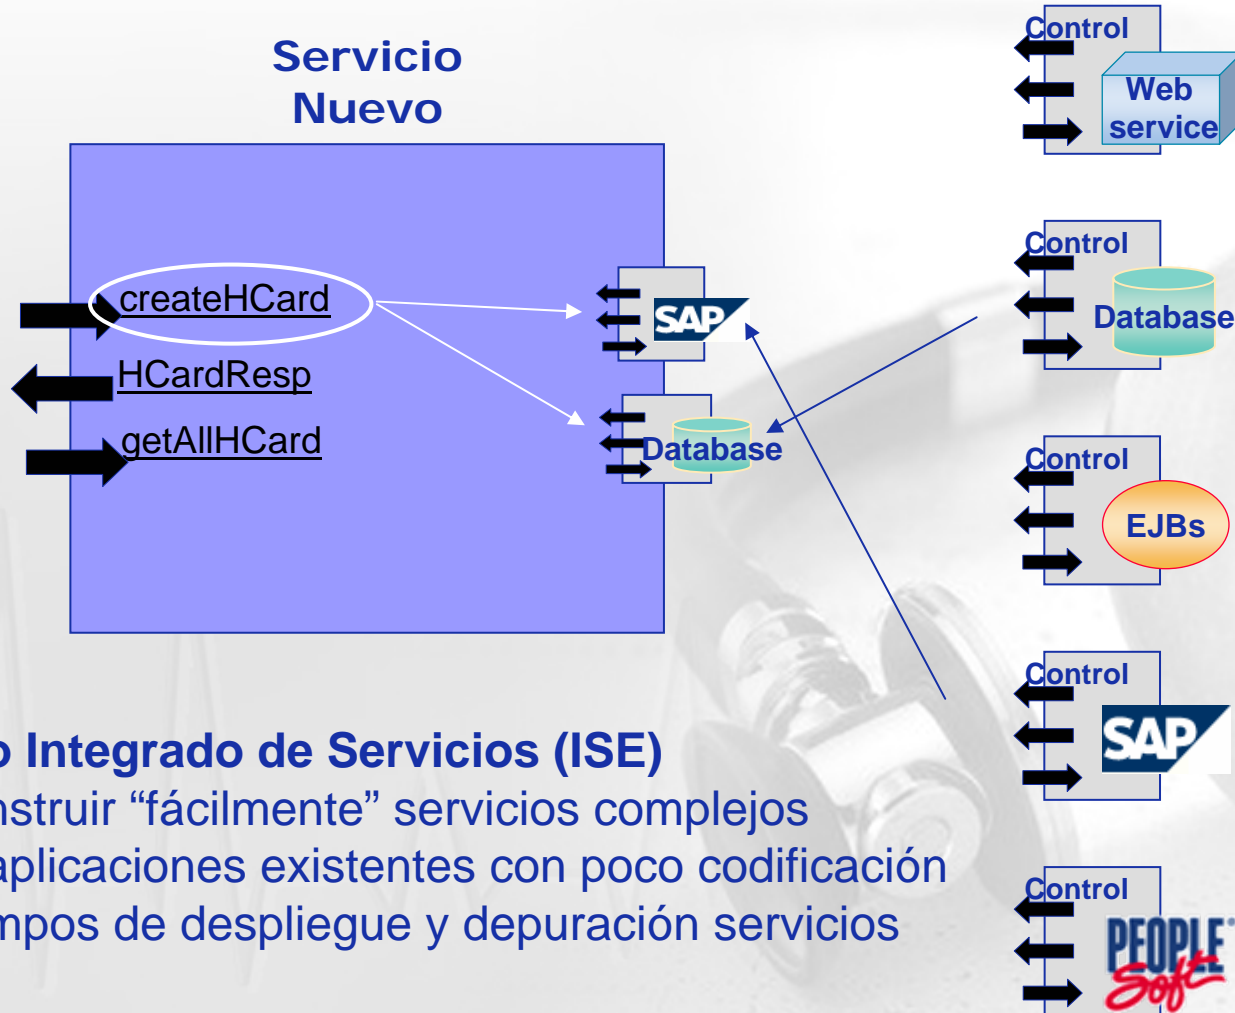 Servicio
Nuevo
createHCard
HCardResp
getAllHCard
SAP
Database
Control
Web
service
Control
Database
Control
EJBs
Control
SAP
Control
PEOPLE
Soft
o Integrado de Servicios (ISE)
nstruir “fácilmente” servicios complejos
aplicaciones existentes con poco codificación
mpos de despliegue y depuración servicios